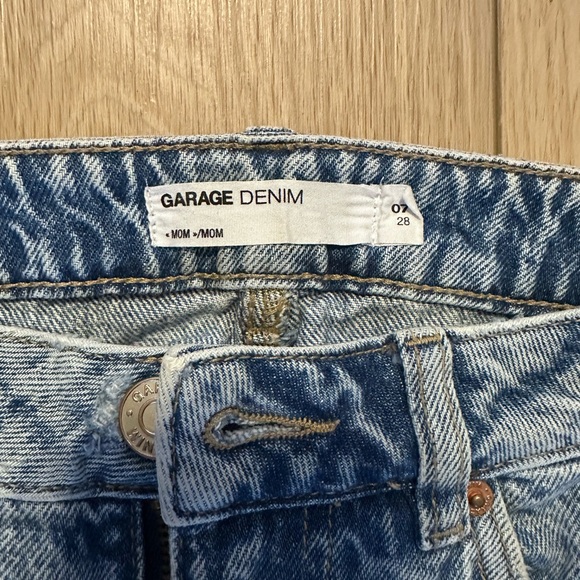 GARAGE DENIM
« MOM »/MOM
07
28